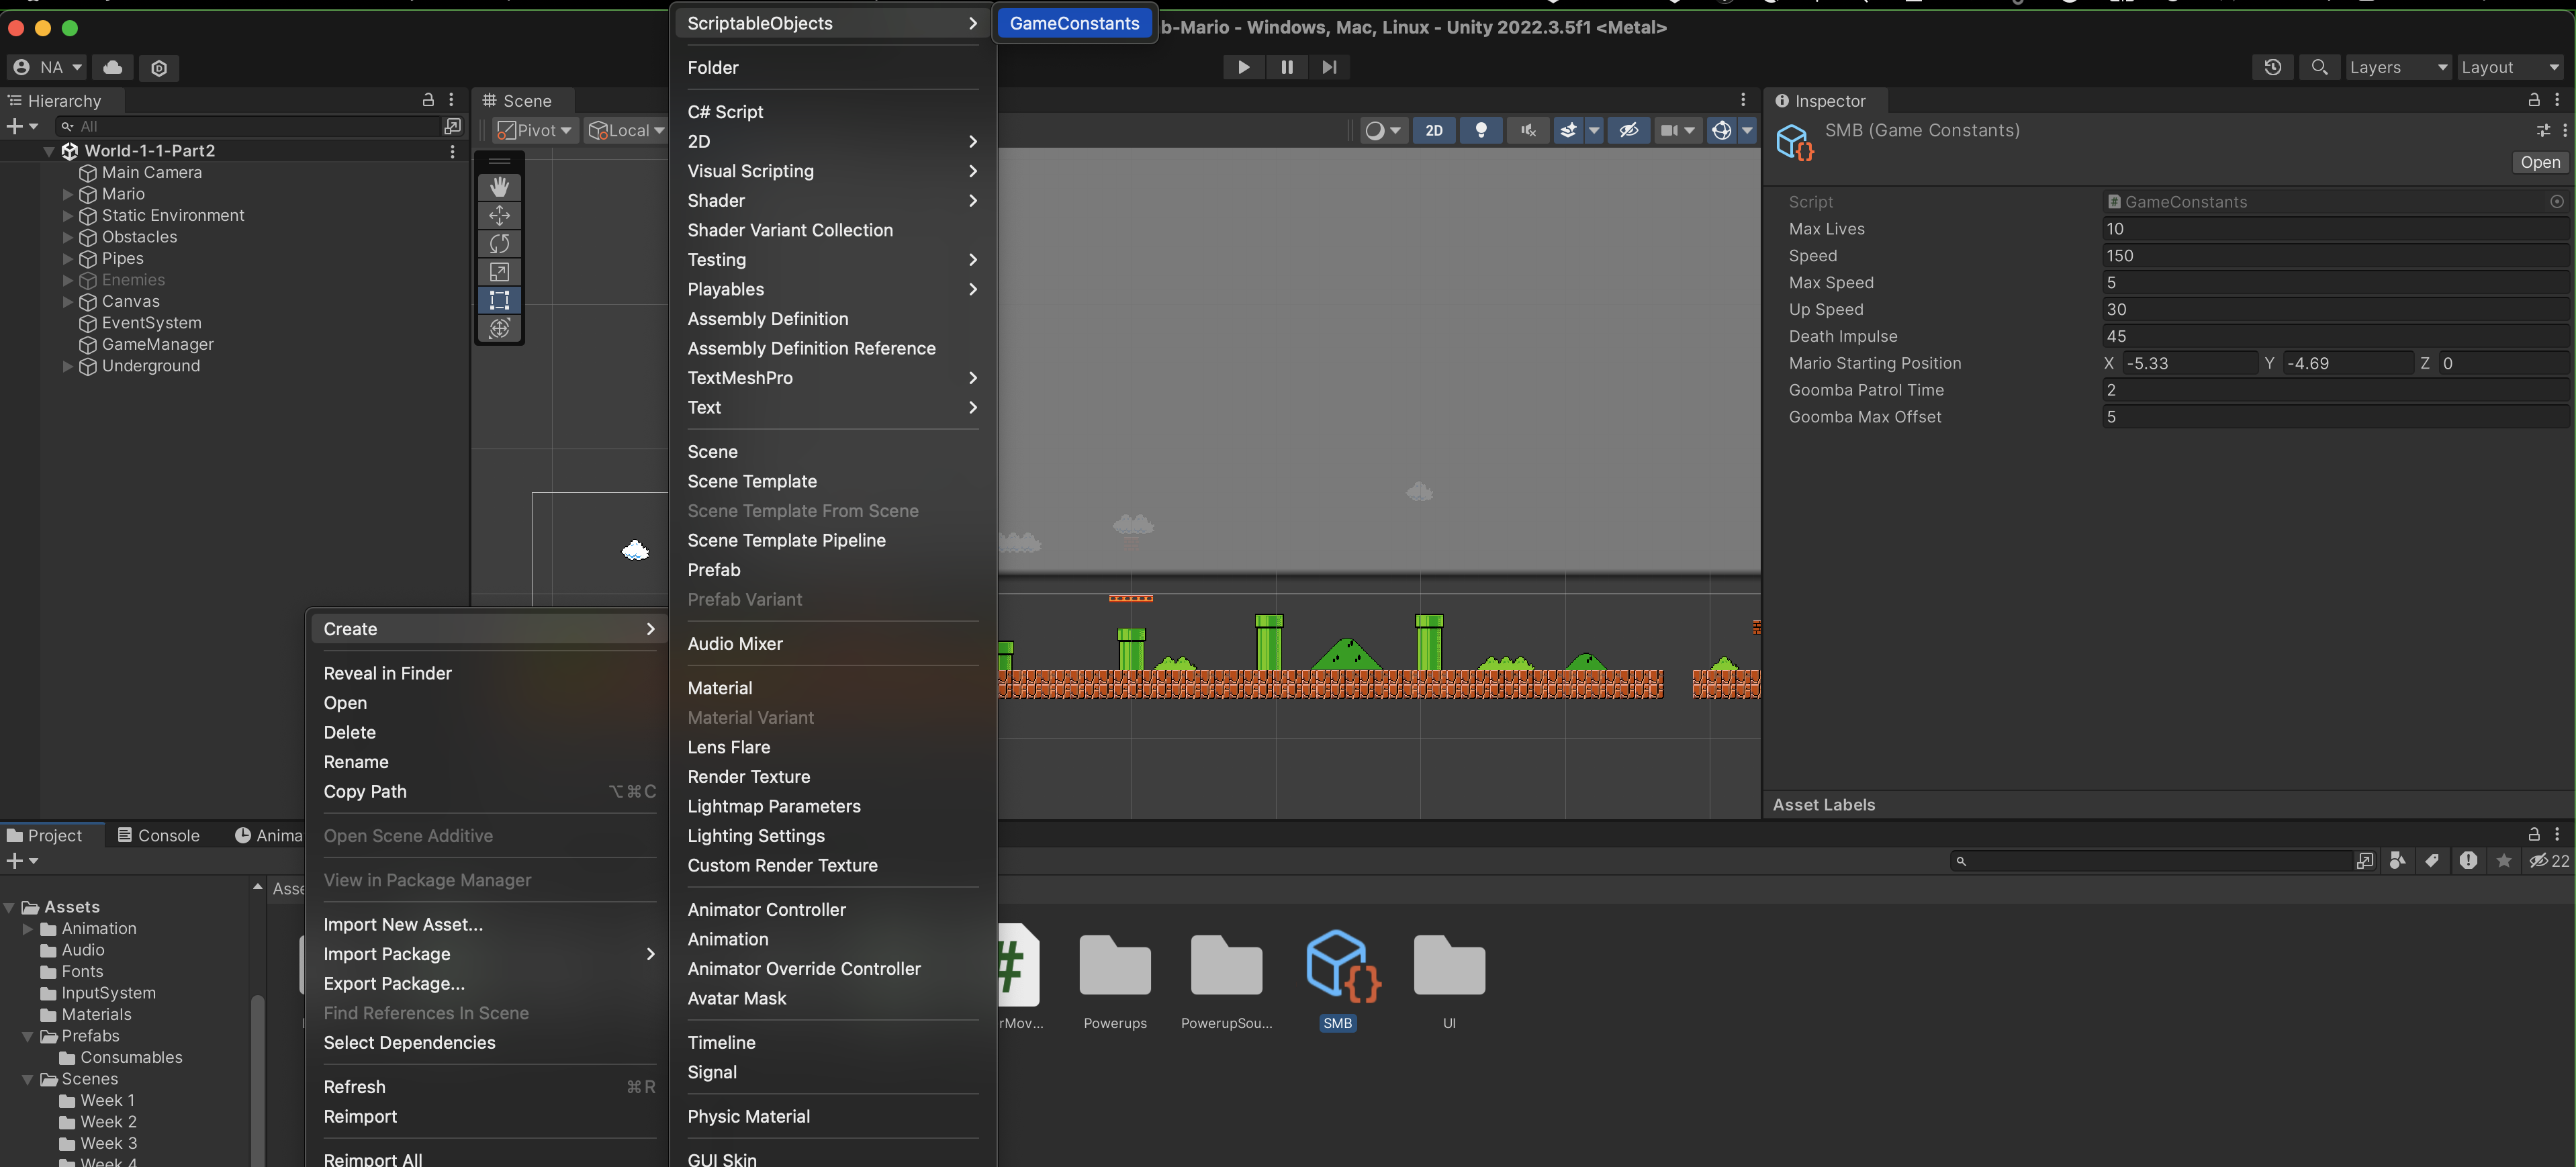 b-Mario - Windows, Mac, Linux - Unity 2022.3.5f1 <Metal>
NA
Layers
Layout
Hierarchy
All
World-1-1-Part2
Main Camera
Mario
Static Environment
Obstacles
Pipes
Enemies
Canvas
EventSystem
GameManager
Underground
Scene
Pivot
Local
2D
Create
Reveal in Finder
Open
Delete
Rename
Copy Path ⌥⌘C
Open Scene Additive
View in Package Manager
Import New Asset...
Import Package
Export Package...
Find References In Scene
Select Dependencies
Refresh ⌘R
Reimport
Reimport All
ScriptableObjects
Folder
C# Script
2D
Visual Scripting
Shader
Shader Variant Collection
Testing
Playables
Assembly Definition
Assembly Definition Reference
TextMeshPro
Text
Scene
Scene Template
Scene Template From Scene
Scene Template Pipeline
Prefab
Prefab Variant
Audio Mixer
Material
Material Variant
Lens Flare
Render Texture
Lightmap Parameters
Lighting Settings
Custom Render Texture
Animator Controller
Animation
Animator Override Controller
Avatar Mask
Timeline
Signal
Physic Material
GUI Skin
GameConstants
Inspector
SMB (Game Constants)
Open
Script # GameConstants
Max Lives 10
Speed 150
Max Speed 5
Up Speed 30
Death Impulse 45
Mario Starting Position X -5.33 Y -4.69 Z 0
Goomba Patrol Time 2
Goomba Max Offset 5
Asset Labels
Project
Console
Anima
22
Assets
Animation
Audio
Fonts
InputSystem
Materials
Prefabs
Consumables
Scenes
Week 1
Week 2
Week 3
Week 4
Asse
#
rMov...
Powerups
PowerupSou...
SMB
UI